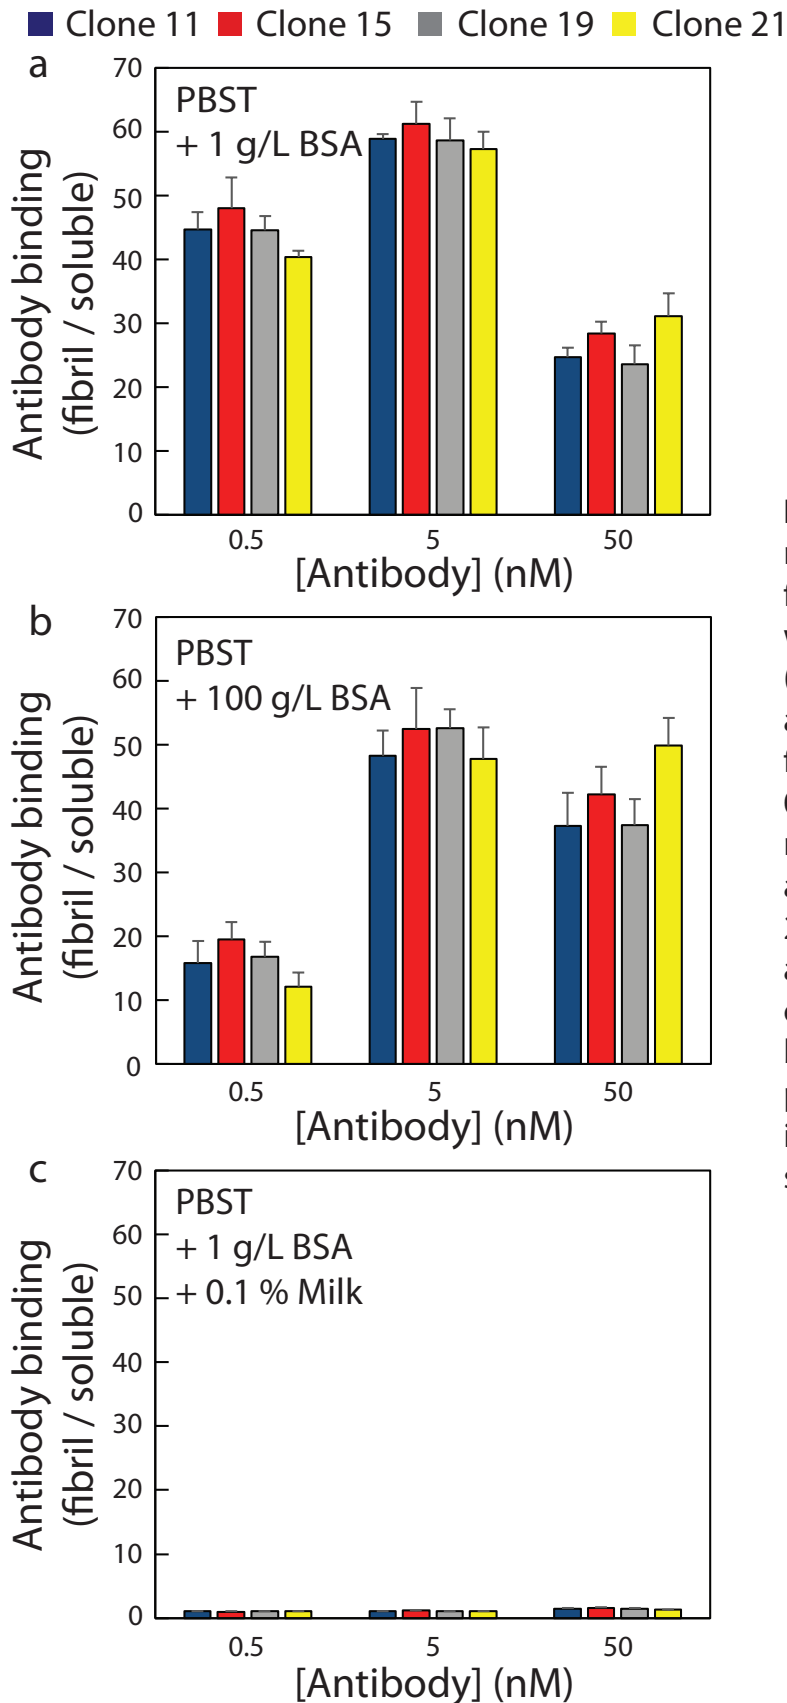 Clone 11 Clone 15 Clone 19 Clone 21
a
PBST
+ 1 g/L BSA
Antibody binding
(fibril / soluble)
70
60
50
40
30
20
10
0
0.5 5 50
[Antibody] (nM)
b
PBST
+ 100 g/L BSA
Antibody binding
(fibril / soluble)
70
60
50
40
30
20
10
0
0.5 5 50
[Antibody] (nM)
c
PBST
+ 1 g/L BSA
+ 0.1 % Milk
Antibody binding
(fibril / soluble)
70
60
50
40
30
20
10
0
0.5 5 50
[Antibody] (nM)